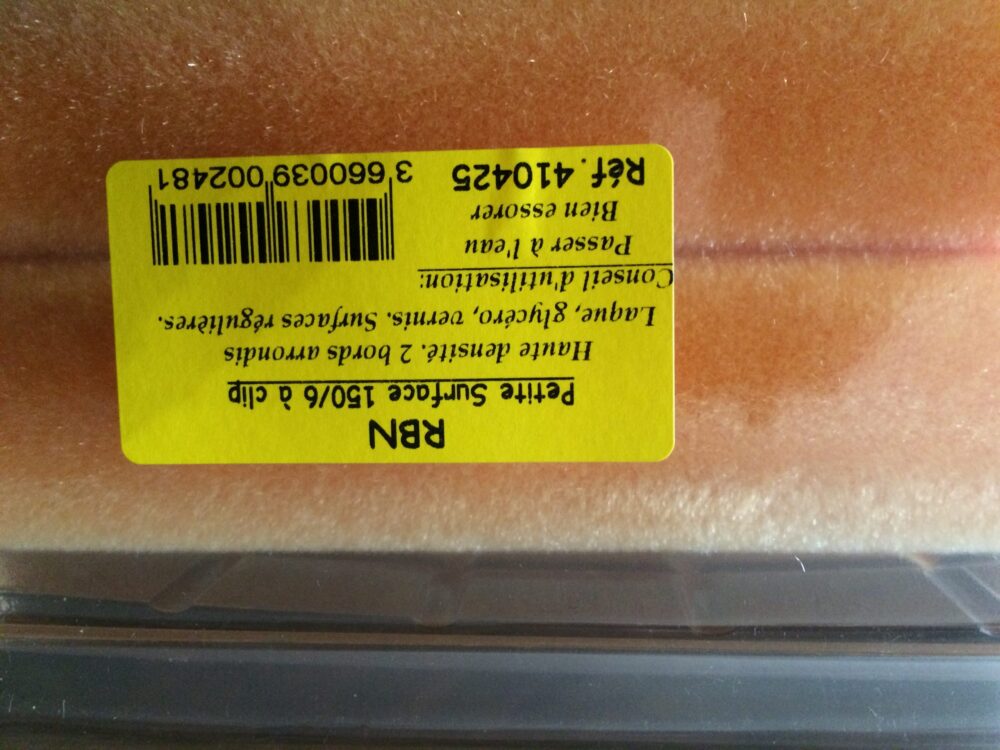 RBN
Petite Surface 150/6 à clip
Haute densité. 2 bords arrondis
Laque, glycéro, vernis. Surfaces régulières.
Conseil d'utilisation:
Passer à l'eau
Bien essorer
Réf. 410425
3 660039 002481